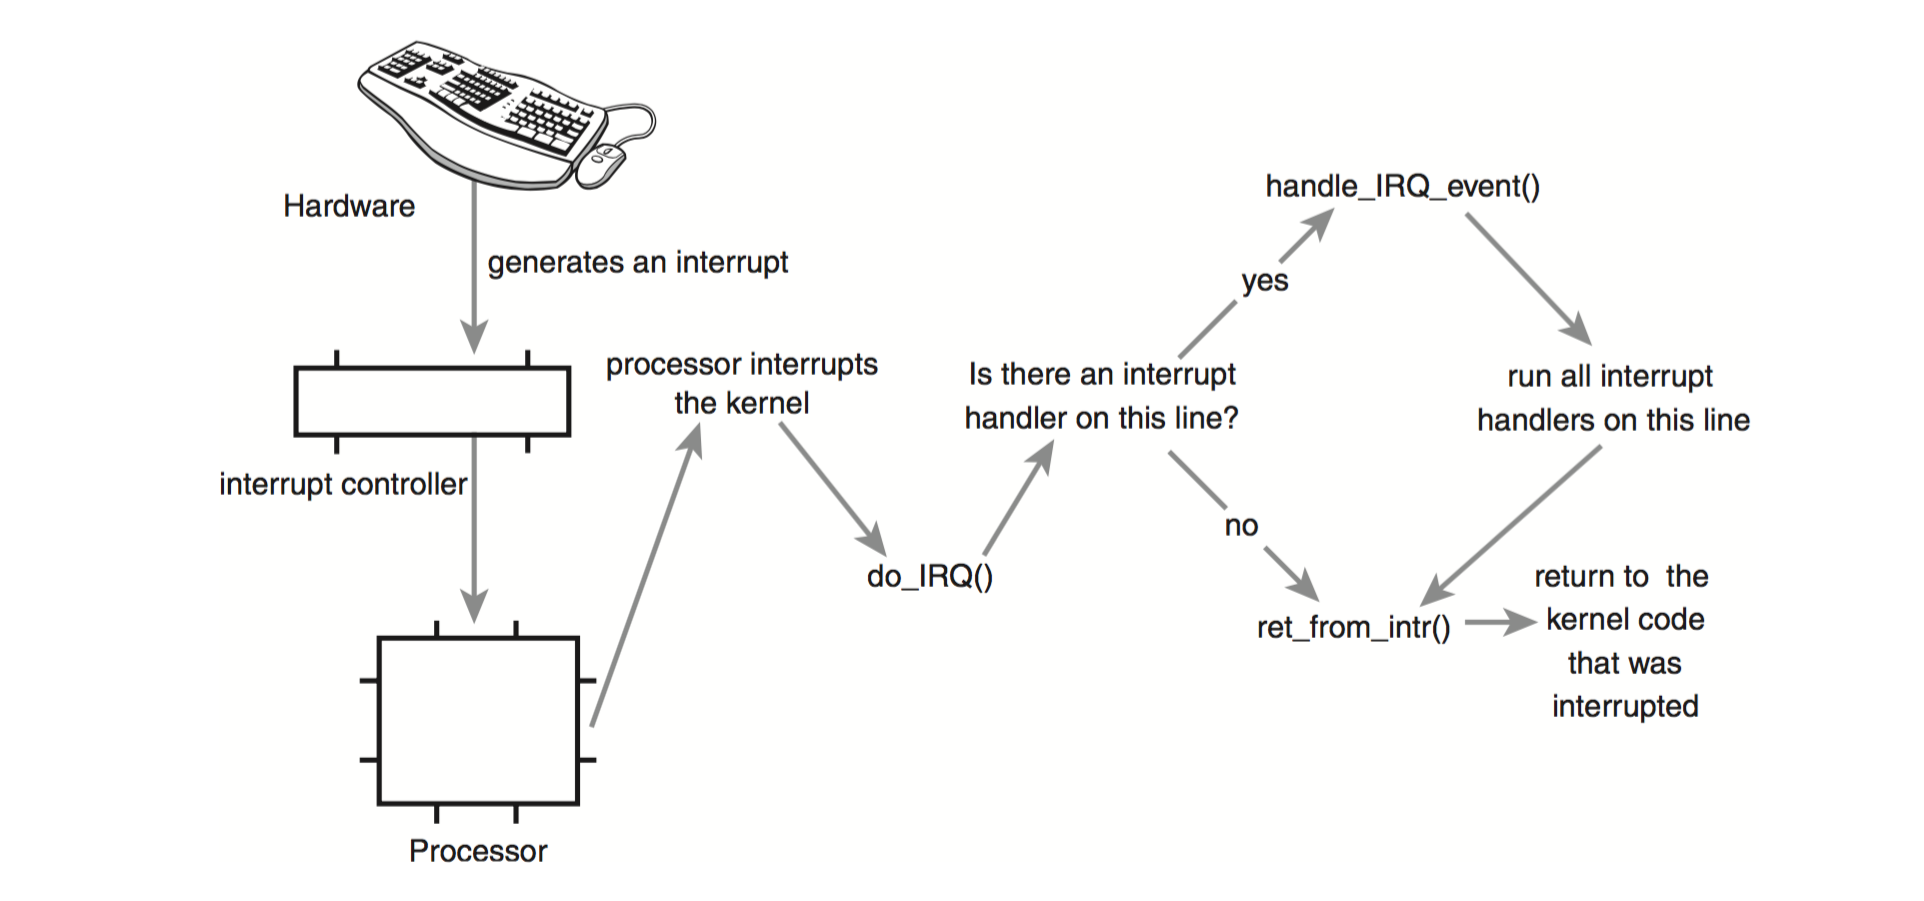 Hardware
generates an interrupt
interrupt controller
Processor
processor interrupts
the kernel
do_IRQ()
Is there an interrupt
handler on this line?
yes
no
handle_IRQ_event()
run all interrupt
handlers on this line
ret_from_intr()
return to the
kernel code
that was
interrupted